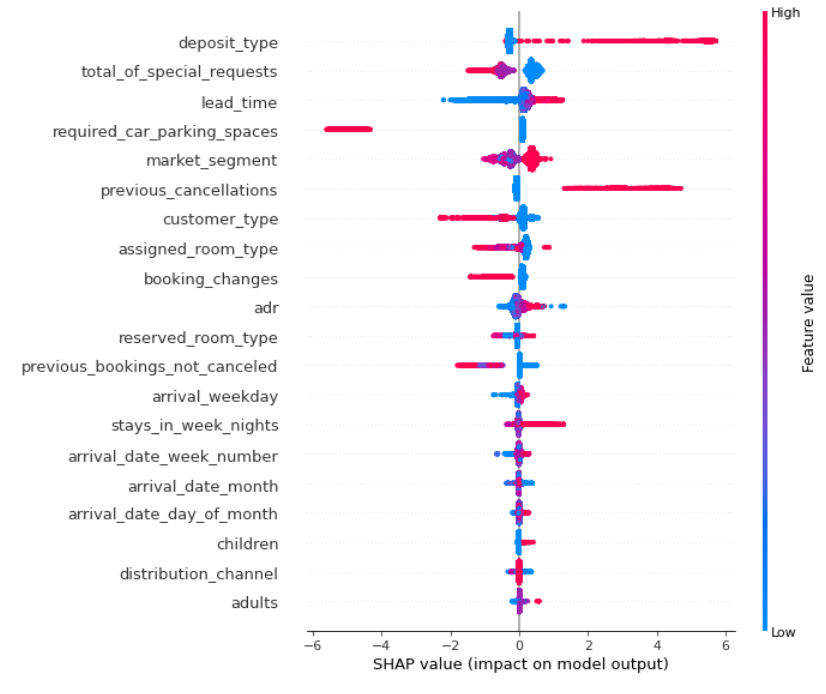 High
deposit_type
total_of_special_requests
lead_time
required_car_parking_spaces
market_segment
previous_cancellations
customer_type
assigned_room_type
booking_changes
adr
reserved_room_type
previous_bookings_not_canceled
arrival_weekday
stays_in_week_nights
arrival_date_week_number
arrival_date_month
arrival_date_day_of_month
children
distribution_channel
adults
Feature value
Low
−6 −4 −2 0 2 4 6
SHAP value (impact on model output)